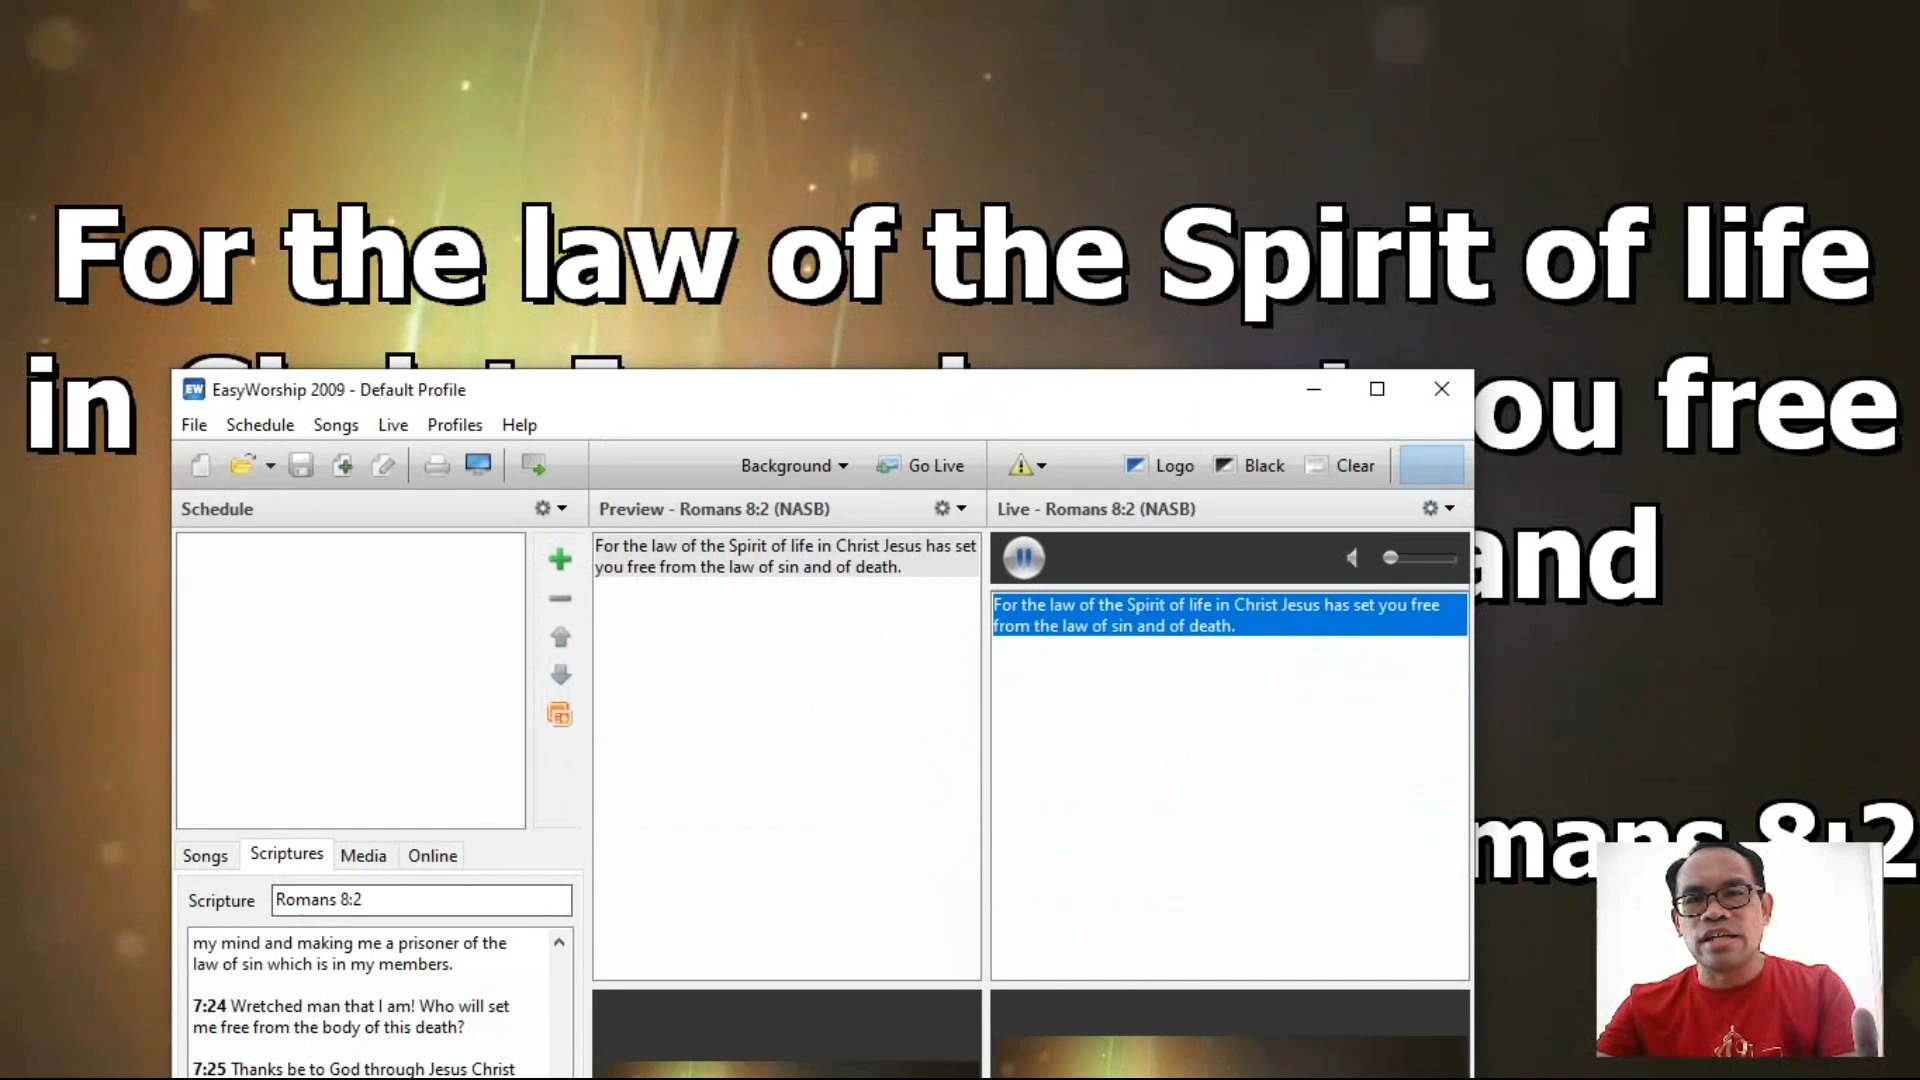 For the law of the Spirit of life
in
ou free
and
mans 8:2
EW EasyWorship 2009 - Default Profile
File Schedule Songs Live Profiles Help
Background Go Live Logo Black Clear
Schedule
Preview - Romans 8:2 (NASB)
Live - Romans 8:2 (NASB)
For the law of the Spirit of life in Christ Jesus has set
you free from the law of sin and of death.
For the law of the Spirit of life in Christ Jesus has set you free
from the law of sin and of death.
Songs Scriptures Media Online
Scripture Romans 8:2
my mind and making me a prisoner of the
law of sin which is in my members.
7:24 Wretched man that I am! Who will set
me free from the body of this death?
7:25 Thanks be to God through Jesus Christ